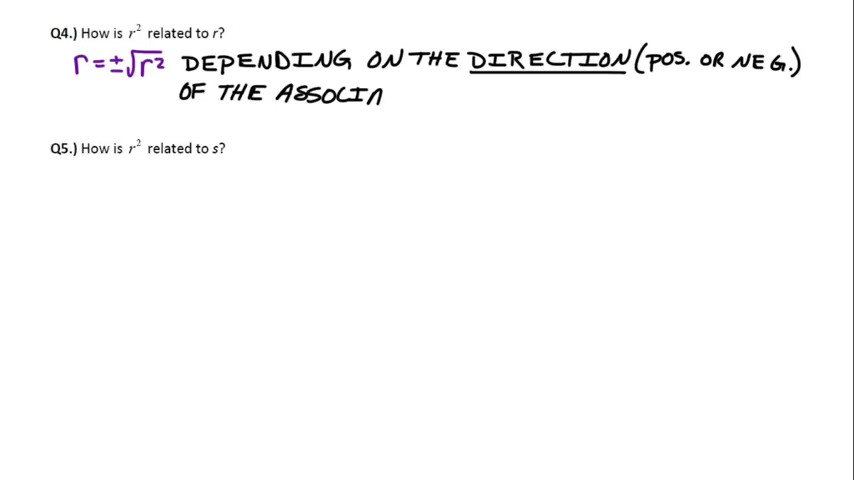 Q4.) How is r² related to r?
r = ±√r² DEPENDING ON THE DIRECTION (POS. OR NEG.)
OF THE ASSOCIA
Q5.) How is r² related to s?